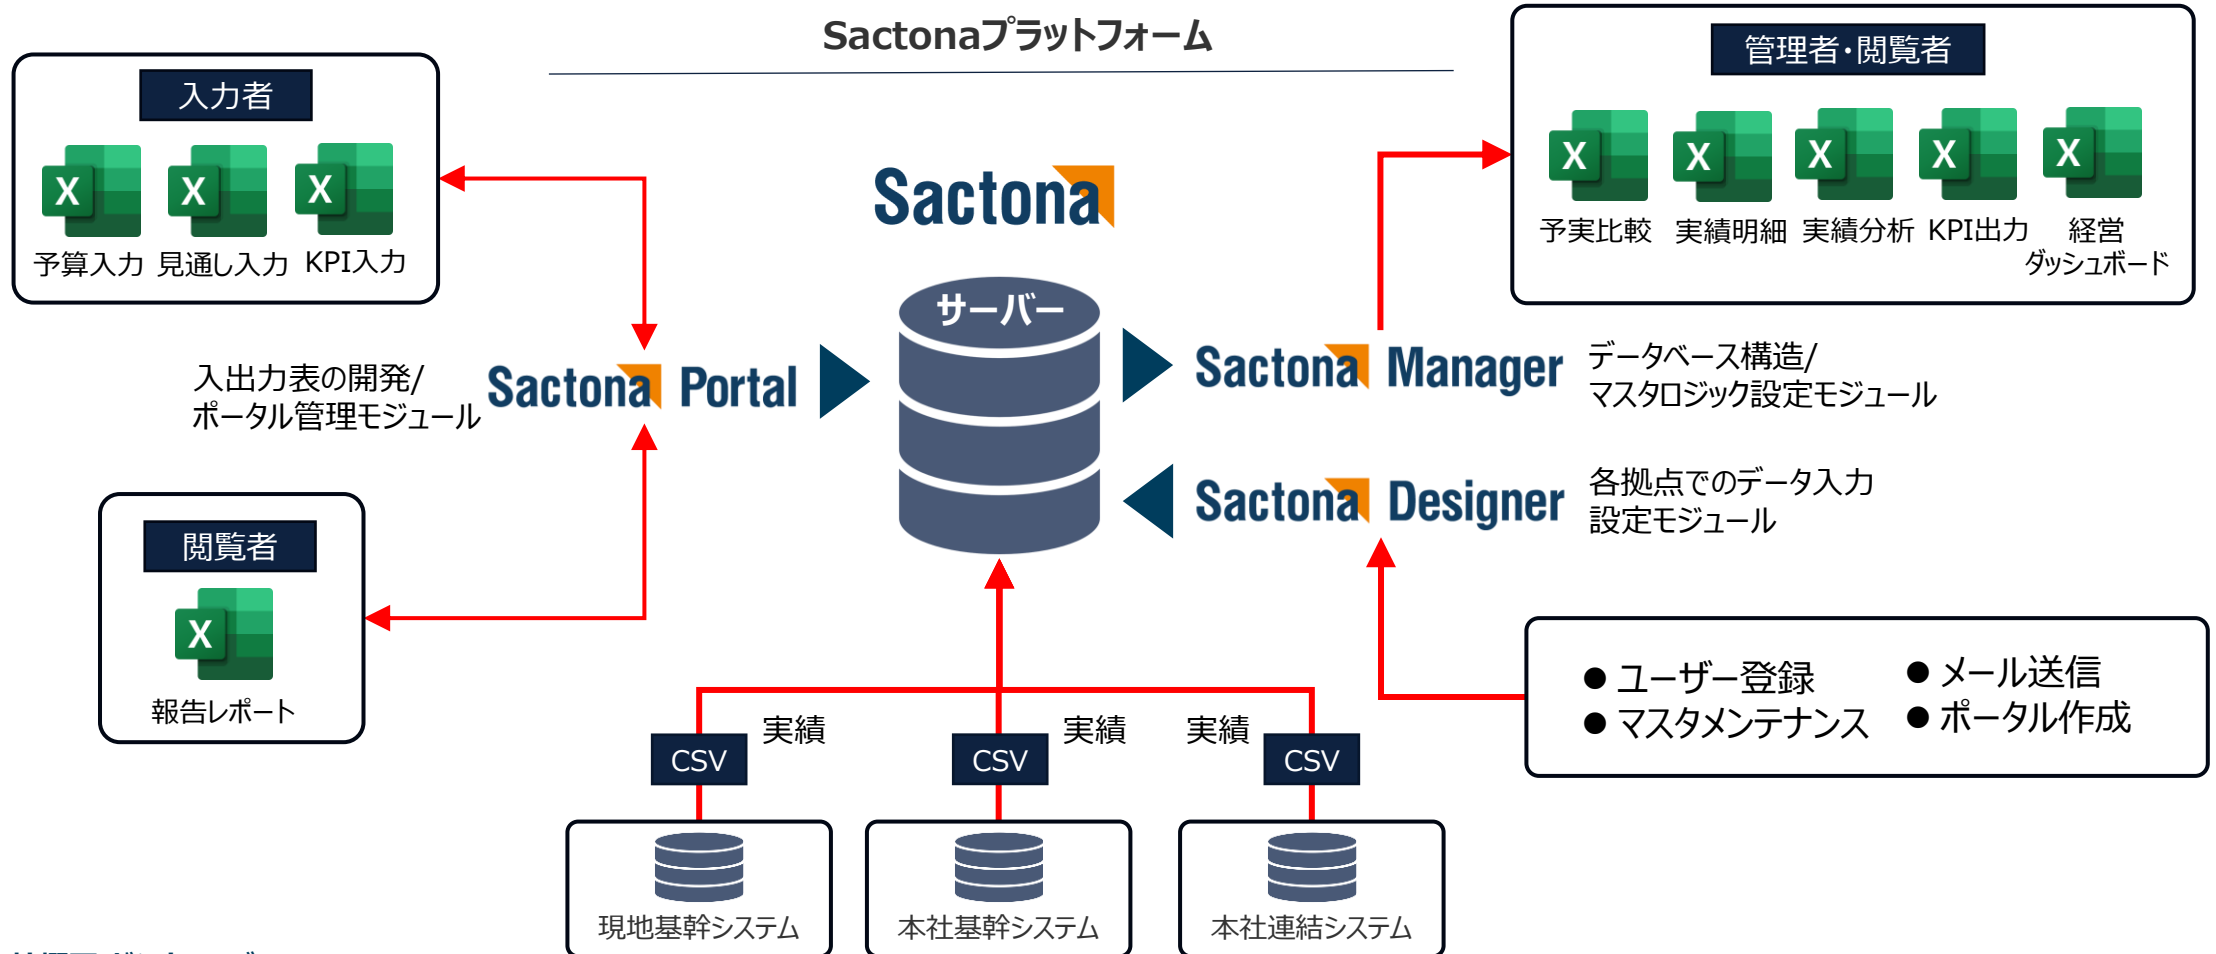 Sactonaプラットフォーム
入力者
予算入力 見通し入力 KPI入力
管理者・閲覧者
予実比較 実績明細 実績分析 KPI出力 経営
ダッシュボード
Sactona
サーバー
入出力表の開発/
ポータル管理モジュール
Sactona Portal
Sactona Manager
データベース構造/
マスタロジック設定モジュール
Sactona Designer
各拠点でのデータ入力
設定モジュール
閲覧者
報告レポート
● ユーザー登録
● マスタメンテナンス
● メール送信
● ポータル作成
実績 実績 実績
CSV CSV CSV
現地基幹システム 本社基幹システム 本社連結システム